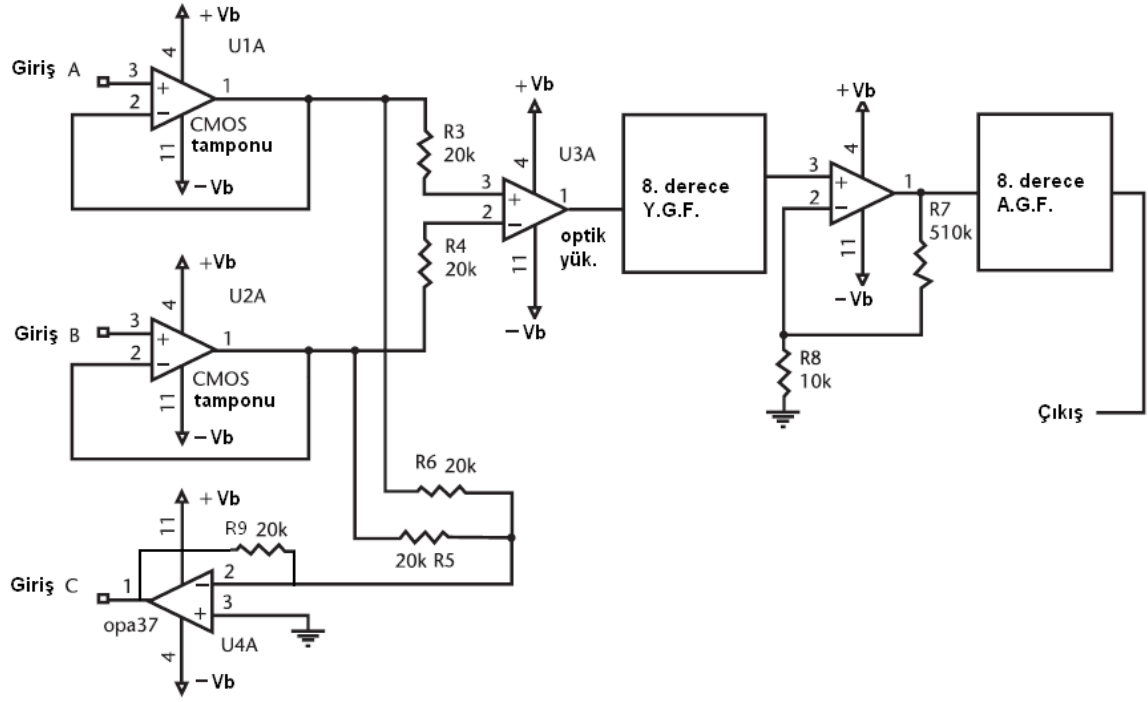 + Vb
4
U1A
Giriş A
3
+
1
2
−
CMOS
tamponu
11
− Vb
+ Vb
4
U2A
Giriş B
3
+
1
2
−
CMOS
tamponu
11
− Vb
R3
20k
R4
20k
+ Vb
4
U3A
3
+
1
2
−
optik
yük.
11
− Vb
8. derece
Y.G.F.
+ Vb
4
3
+
1
2
−
11
− Vb
R7
510k
R8
10k
8. derece
A.G.F.
Çıkış
R6 20k
20k R5
+ Vb
11
R9 20k
Giriş C
1
2
−
3
+
opa37
U4A
4
− Vb